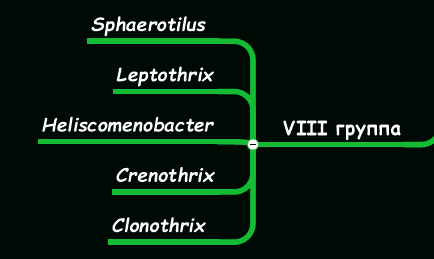 Sphaerotilus
Leptothrix
Heliscomenobacter
VIII группа
Crenothrix
Clonothrix